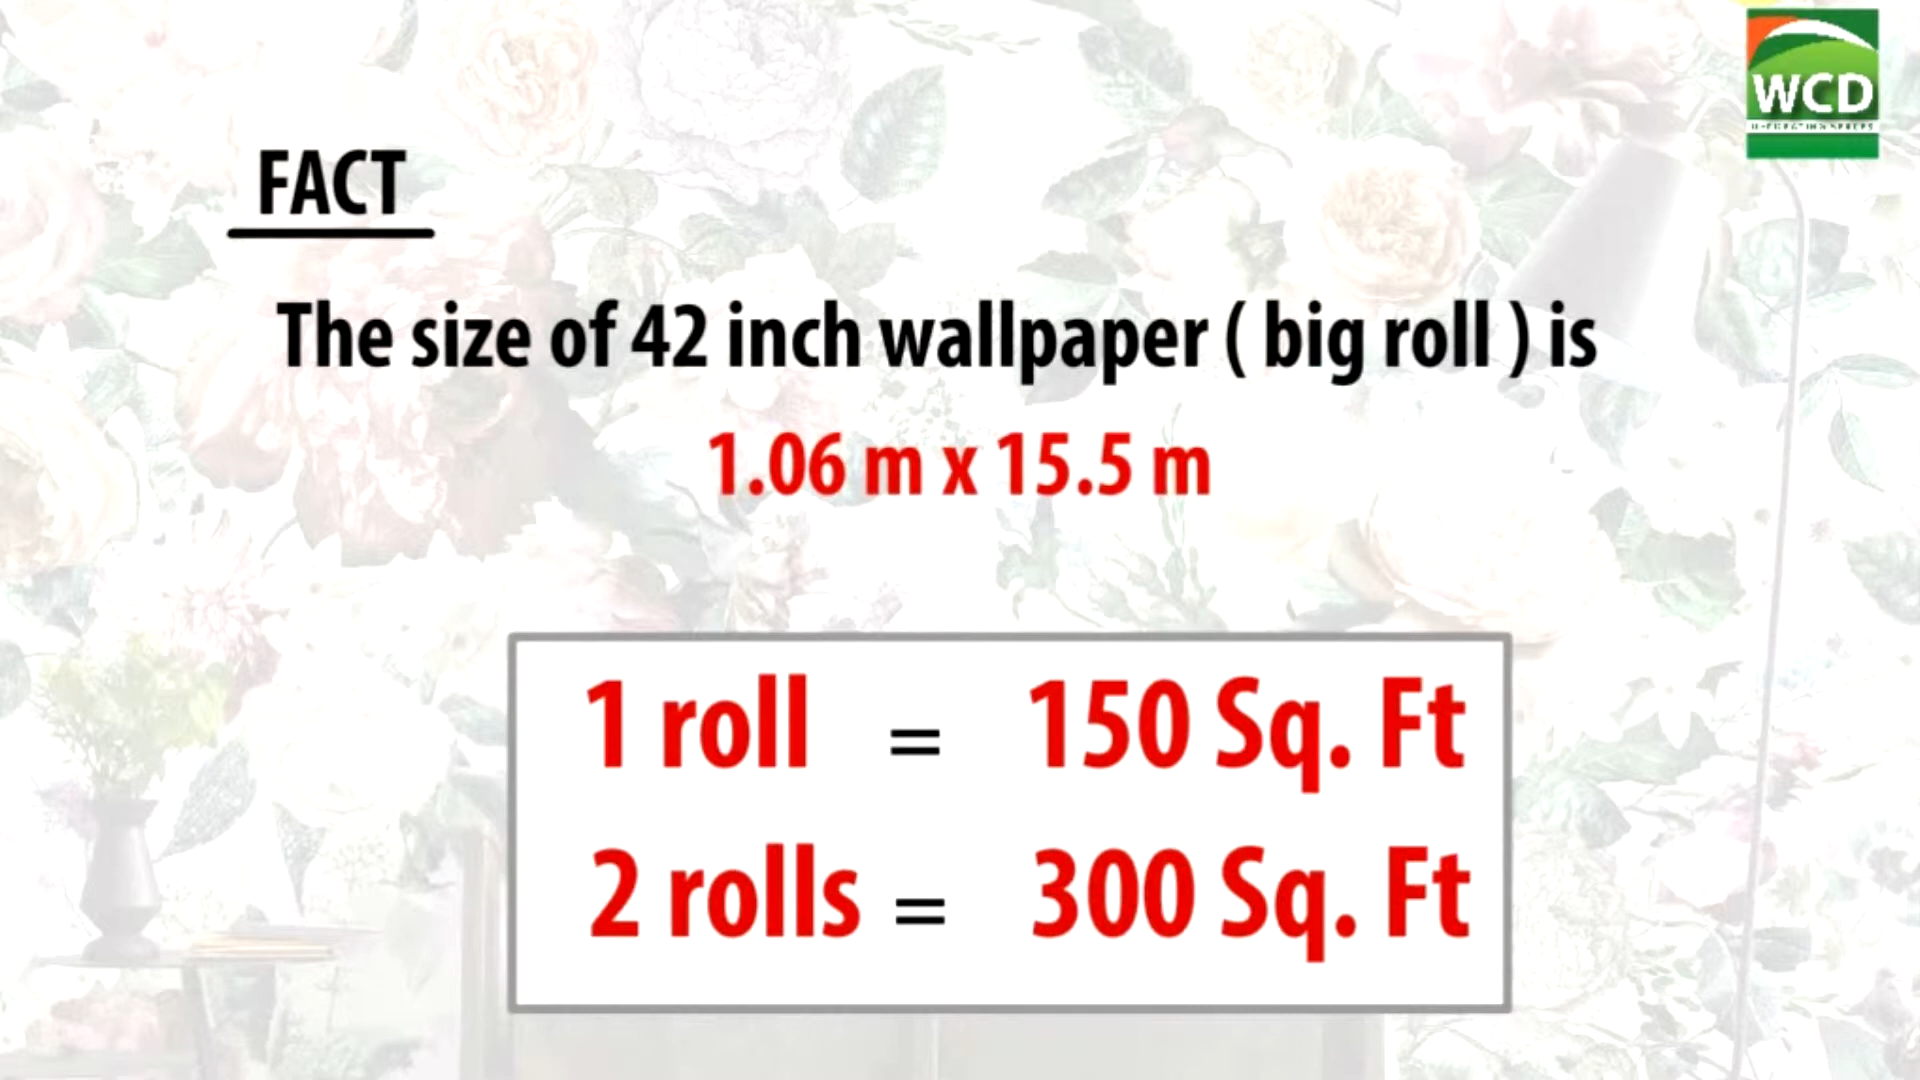 WCD
FACT
The size of 42 inch wallpaper ( big roll ) is
1.06 m x 15.5 m
1 roll = 150 Sq. Ft
2 rolls = 300 Sq. Ft